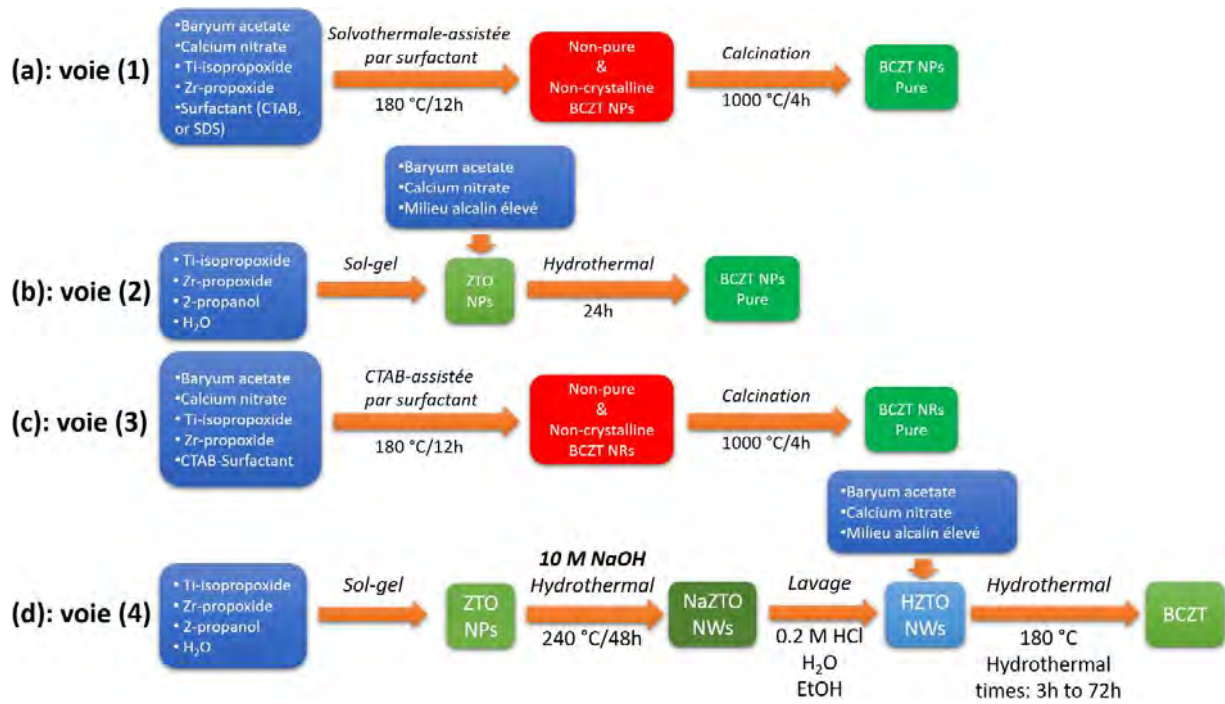 •Baryum acetate
•Calcium nitrate
•Ti-isopropoxide
•Zr-propoxide
•Surfactant (CTAB,
or SDS)
(a): voie (1)
Solvothermale-assistée
par surfactant
180 °C/12h
Non-pure
&
Non-crystalline
BCZT NPs
Calcination
1000 °C/4h
BCZT NPs
Pure
•Baryum acetate
•Calcium nitrate
•Milieu alcalin élevé
(b): voie (2)
• Ti-isopropoxide
• Zr-propoxide
• 2-propanol
• H₂O
Sol-gel
ZTO
NPs
Hydrothermal
24h
BCZT NPs
Pure
(c): voie (3)
•Baryum acetate
•Calcium nitrate
•Ti-isopropoxide
•Zr-propoxide
•CTAB-Surfactant
CTAB-assistée
par surfactant
180 °C/12h
Non-pure
&
Non-crystalline
BCZT NRs
Calcination
1000 °C/4h
BCZT NRs
Pure
•Baryum acetate
•Calcium nitrate
•Milieu alcalin élevé
(d): voie (4)
• Ti-isopropoxide
• Zr-propoxide
• 2-propanol
• H₂O
Sol-gel
ZTO
NPs
10 M NaOH
Hydrothermal
240 °C/48h
NaZTO
NWs
Lavage
0.2 M HCl
H₂O
EtOH
HZTO
NWs
Hydrothermal
180 °C
Hydrothermal
times: 3h to 72h
BCZT